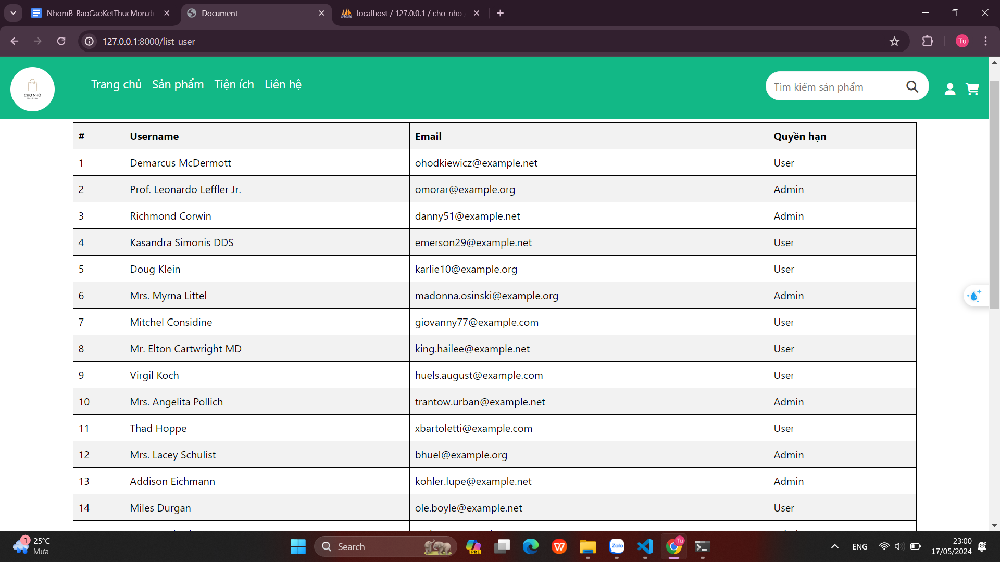 NhomB_BaoCaoKetThucMon.do
Document
localhost / 127.0.0.1 / cho_nho
127.0.0.1:8000/list_user
Tu
CHỢ NHỎ
Trang chủ Sản phẩm Tiện ích Liên hệ
Tìm kiếm sản phẩm
# Username Email Quyền hạn
1 Demarcus McDermott ohodkiewicz@example.net User
2 Prof. Leonardo Leffler Jr. omorar@example.org Admin
3 Richmond Corwin danny51@example.net Admin
4 Kasandra Simonis DDS emerson29@example.net User
5 Doug Klein karlie10@example.org User
6 Mrs. Myrna Littel madonna.osinski@example.org Admin
7 Mitchel Considine giovanny77@example.com User
8 Mr. Elton Cartwright MD king.hailee@example.net User
9 Virgil Koch huels.august@example.com User
10 Mrs. Angelita Pollich trantow.urban@example.net Admin
11 Thad Hoppe xbartoletti@example.com User
12 Mrs. Lacey Schulist bhuel@example.org Admin
13 Addison Eichmann kohler.lupe@example.net Admin
14 Miles Durgan ole.boyle@example.net User
1
25°C
Mưa
Search
PRE
Zalo
Tu
ENG
23:00
17/05/2024